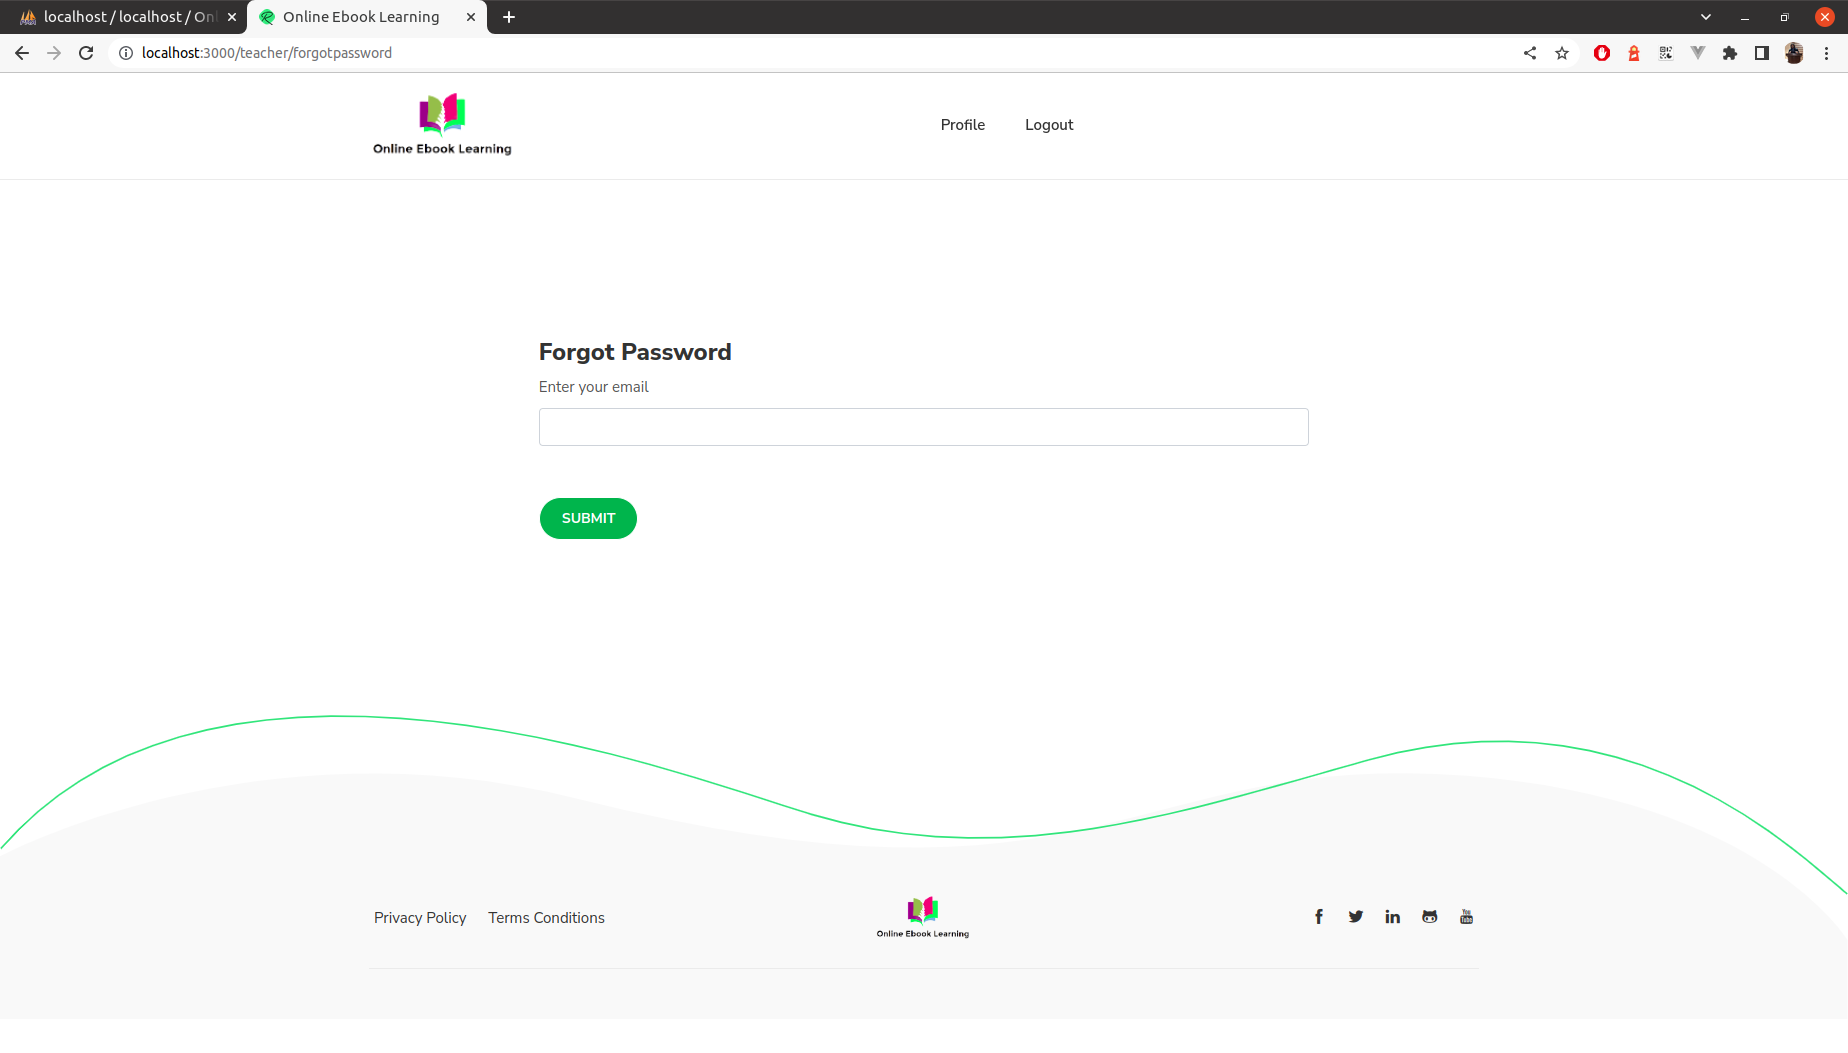 localhost / localhost / Onl
Online Ebook Learning
localhost:3000/teacher/forgotpassword
Online Ebook Learning
Profile
Logout
Forgot Password
Enter your email
SUBMIT
Privacy Policy
Terms Conditions
Online Ebook Learning